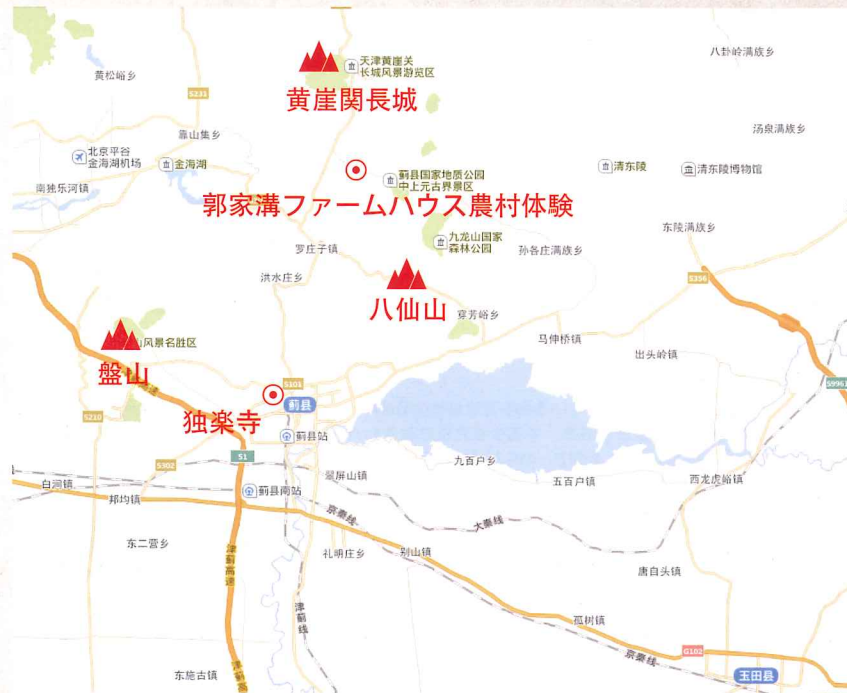 天津黄崖关
长城风景游览区
八卦岭满族乡
黄松峪乡
黄崖関長城
S231
汤泉满族乡
靠山集乡
北京平谷
金海湖机场
金海湖
蓟县国家地质公园
中上元古界景区
清东陵
清东陵博物馆
南独乐河镇
郭家溝ファームハウス農村体験
东陵满族乡
九龙山国家
森林公园
罗庄子镇
孙各庄满族乡
洪水庄乡
S356
八仙山
穿芳峪乡
马伸桥镇
山风景名胜区
出头岭镇
盤山
S101
蓟县
S210
独楽寺
蓟县站
S1
九百户乡
S302
翠屏山镇
五百户镇
西龙虎峪镇
白涧镇
邦均镇
蓟县南站
京秦线
大秦线
东二营乡
礼明庄乡
别山镇
津蓟高速
唐自头镇
津蓟线
孤树镇
G102
京秦线
东施古镇
津蓟高
玉田县